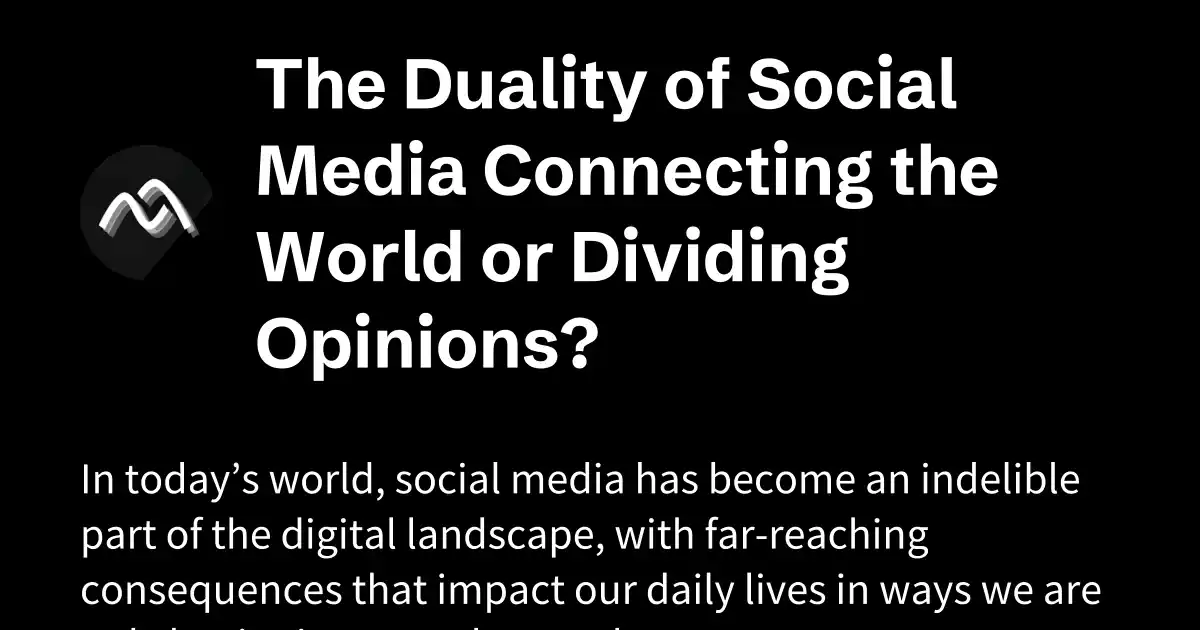 The Duality of Social
Media Connecting the
World or Dividing
Opinions?
In today’s world, social media has become an indelible
part of the digital landscape, with far-reaching
consequences that impact our daily lives in ways we are